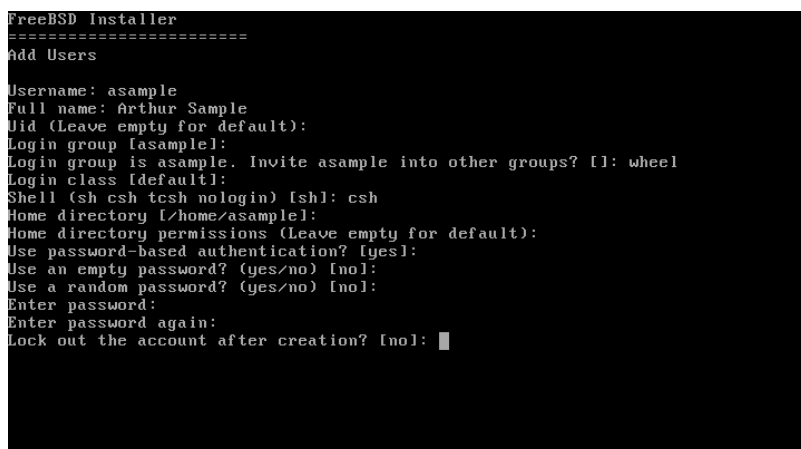 FreeBSD Installer
========================
Add Users
Username: asample
Full name: Arthur Sample
Uid (Leave empty for default):
Login group [asample]:
Login group is asample. Invite asample into other groups? []: wheel
Login class [default]:
Shell (sh csh tcsh nologin) [sh]: csh
Home directory [/home/asample]:
Home directory permissions (Leave empty for default):
Use password-based authentication? [yes]:
Use an empty password? (yes/no) [no]:
Use a random password? (yes/no) [no]:
Enter password:
Enter password again:
Lock out the account after creation? [no]: